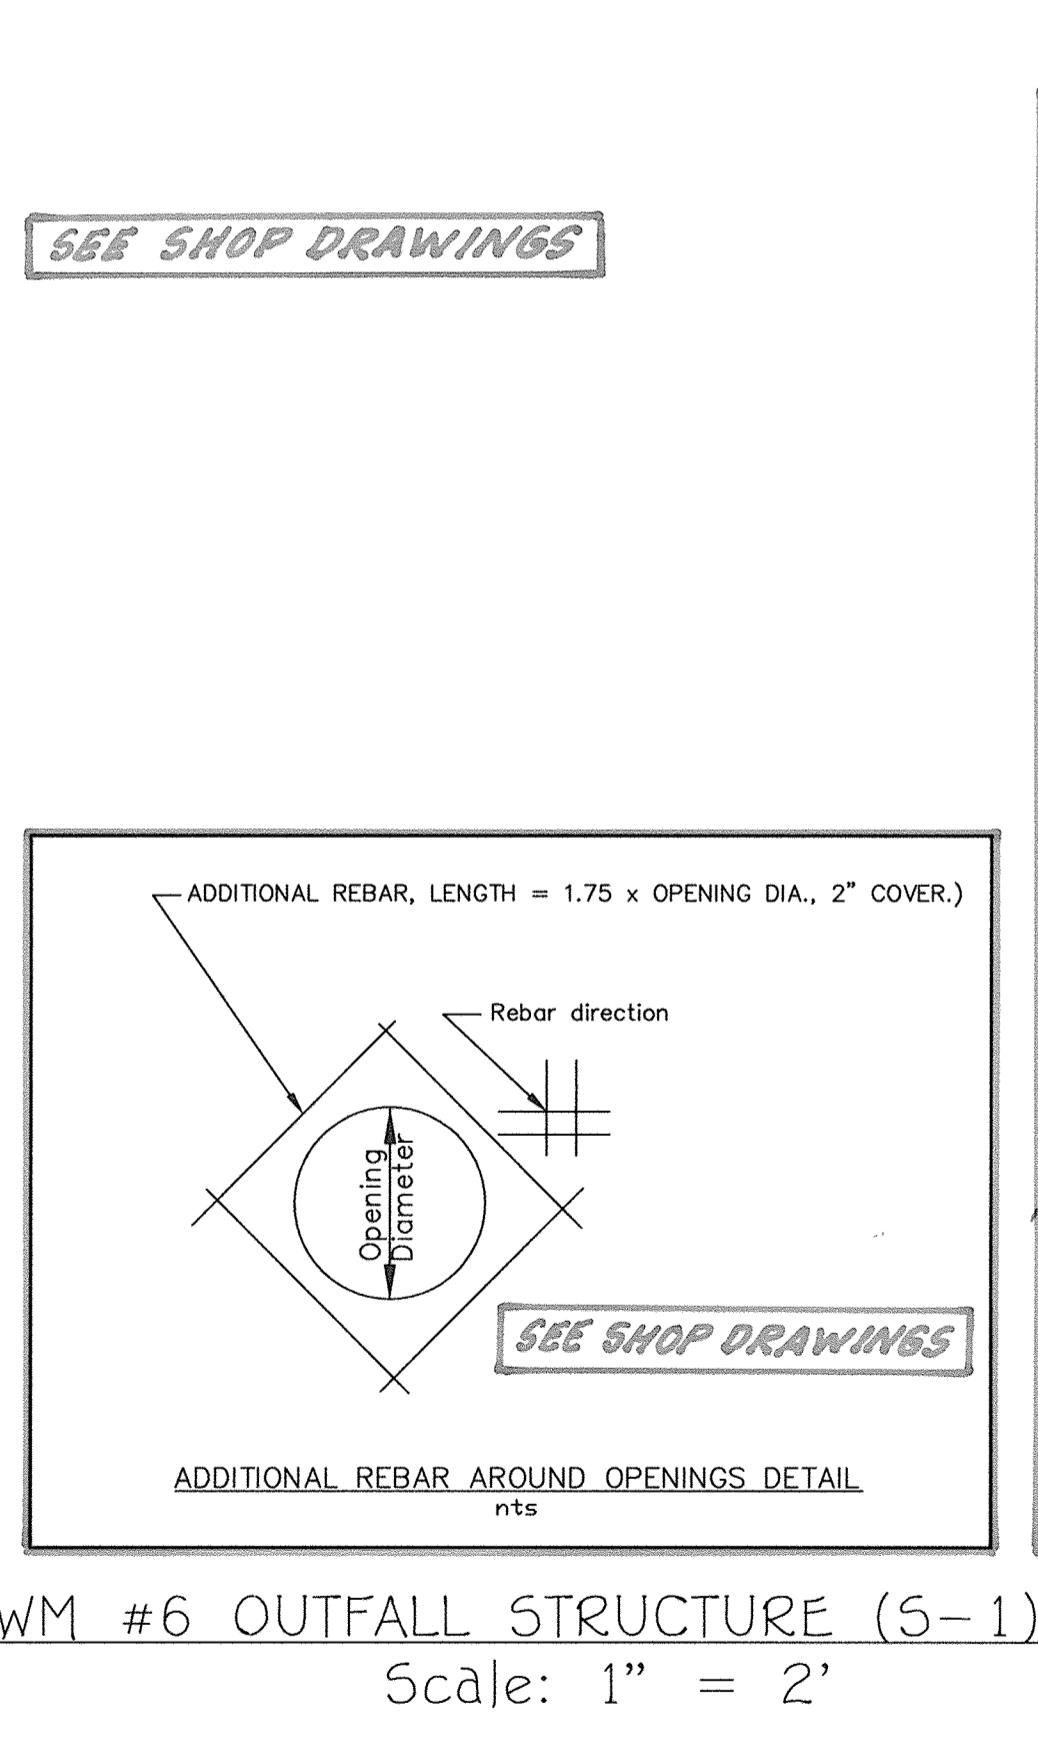 SEE SHOP DRAWINGS
ADDITIONAL REBAR, LENGTH = 1.75 x OPENING DIA., 2" COVER.)
Rebar direction
Opening
Diameter
SEE SHOP DRAWINGS
ADDITIONAL REBAR AROUND OPENINGS DETAIL
nts
WM #6 OUTFALL STRUCTURE (S-1)
Scale: 1" = 2'